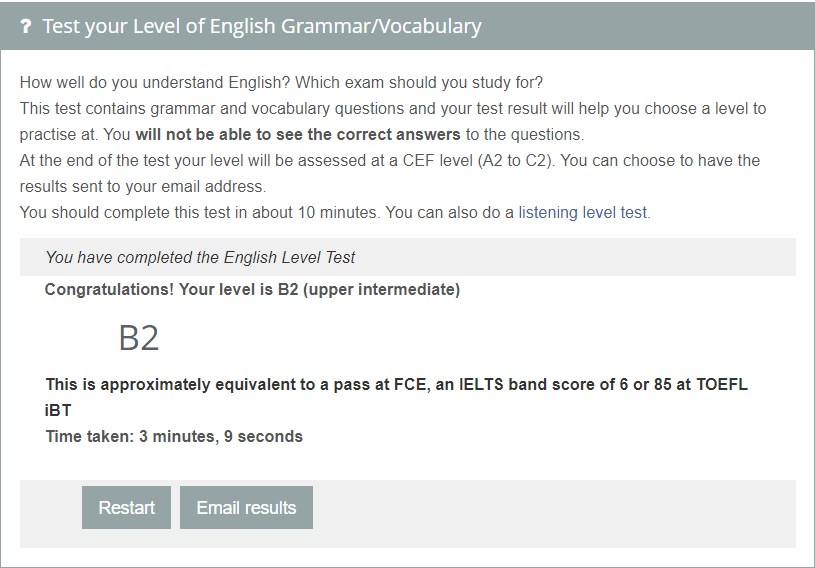 ? Test your Level of English Grammar/Vocabulary
How well do you understand English? Which exam should you study for?
This test contains grammar and vocabulary questions and your test result will help you choose a level to
practise at. You will not be able to see the correct answers to the questions.
At the end of the test your level will be assessed at a CEF level (A2 to C2). You can choose to have the
results sent to your email address.
You should complete this test in about 10 minutes. You can also do a listening level test.
You have completed the English Level Test
Congratulations! Your level is B2 (upper intermediate)
B2
This is approximately equivalent to a pass at FCE, an IELTS band score of 6 or 85 at TOEFL
iBT
Time taken: 3 minutes, 9 seconds
Restart Email results